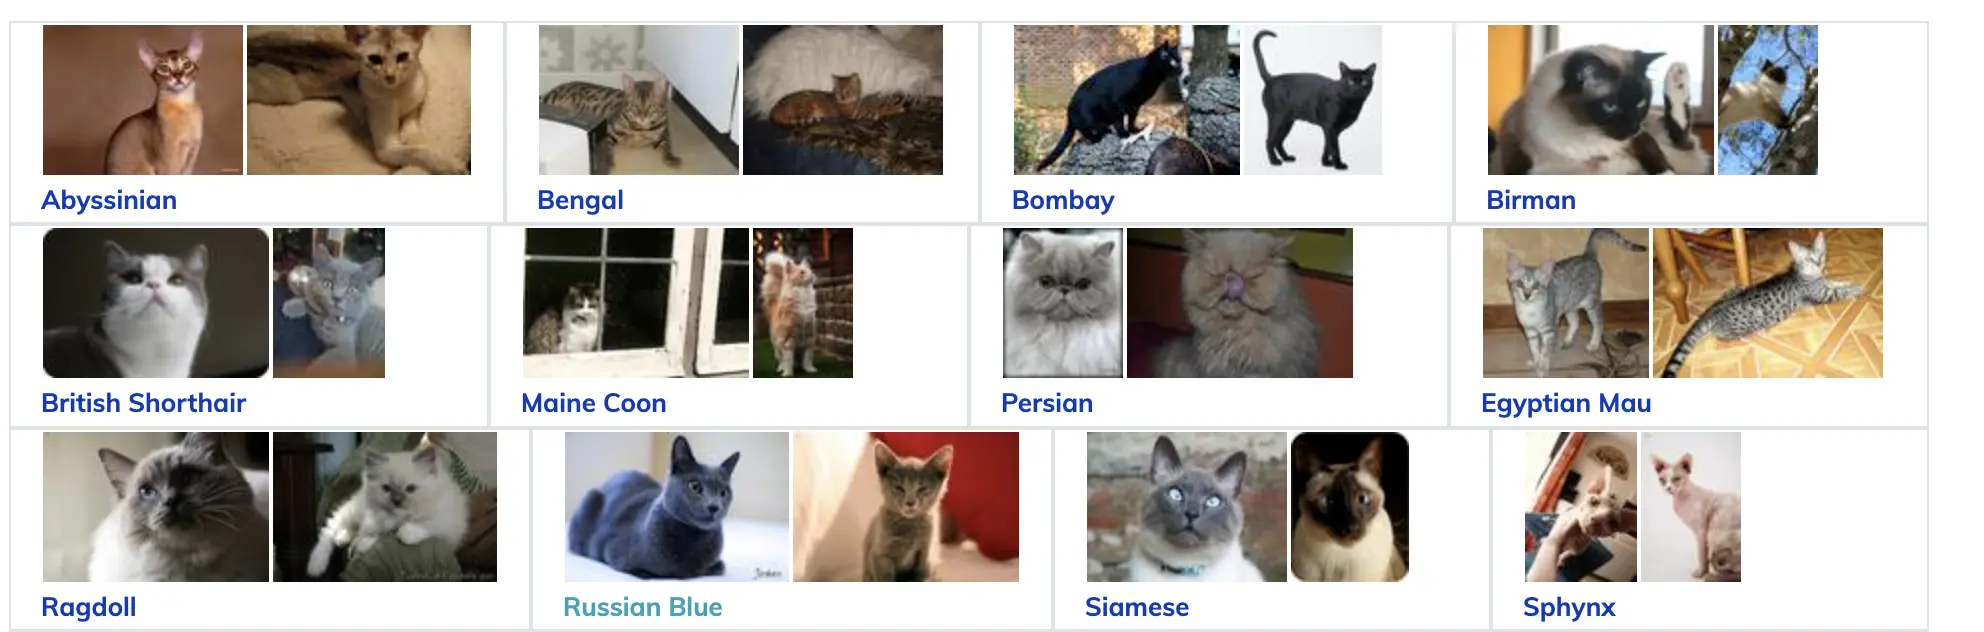 Abyssinian
Bengal
Bombay
Birman
British Shorthair
Maine Coon
Persian
Egyptian Mau
Ragdoll
Russian Blue
Siamese
Sphynx